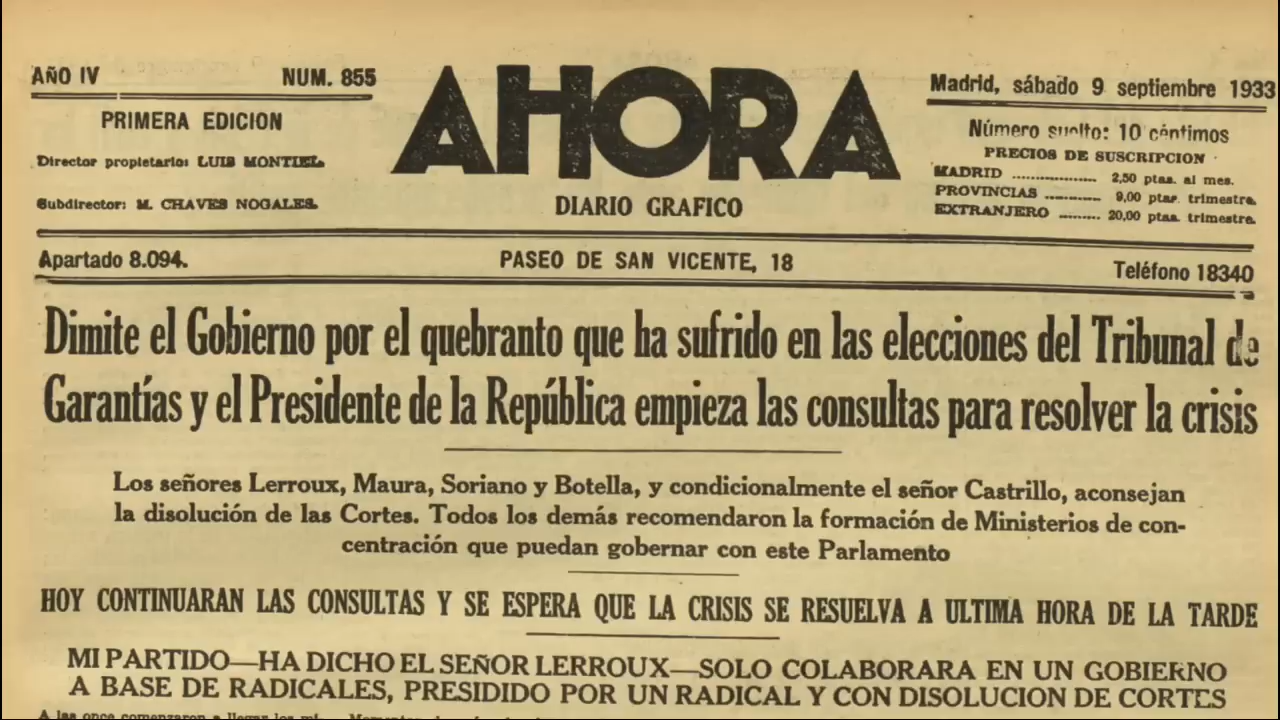 AÑO IV
NUM. 855
AHORA
Madrid, sábado 9 septiembre 1933
PRIMERA EDICION
Número suelto: 10 céntimos
PRECIOS DE SUSCRIPCION
Director propietario: LUIS MONTIEL
MADRID .................. 2,50 ptas. al mes.
PROVINCIAS ........... 9,00 ptas. trimestre.
EXTRANJERO ........ 20,00 ptas. trimestre.
Subdirector: M. CHAVES NOGALES.
DIARIO GRAFICO
Apartado 8.094.
PASEO DE SAN VICENTE, 18
Teléfono 18340
Dimite el Gobierno por el quebranto que ha sufrido en las elecciones del Tribunal de
Garantías y el Presidente de la República empieza las consultas para resolver la crisis
Los señores Lerroux, Maura, Soriano y Botella, y condicionalmente el señor Castrillo, aconsejan
la disolución de las Cortes. Todos los demás recomendaron la formación de Ministerios de con-
centración que puedan gobernar con este Parlamento
HOY CONTINUARAN LAS CONSULTAS Y SE ESPERA QUE LA CRISIS SE RESUELVA A ULTIMA HORA DE LA TARDE
MI PARTIDO—HA DICHO EL SEÑOR LERROUX—SOLO COLABORARA EN UN GOBIERNO
A BASE DE RADICALES, PRESIDIDO POR UN RADICAL Y CON DISOLUCION DE CORTES